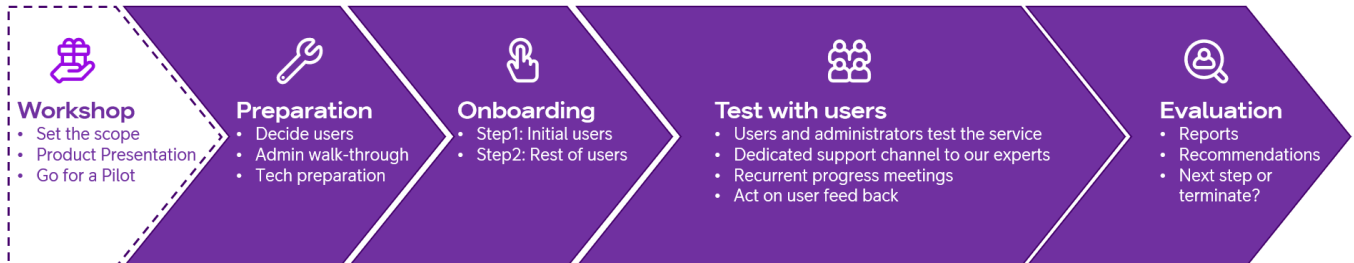 Workshop
• Set the scope
• Product Presentation
• Go for a Pilot
Preparation
• Decide users
• Admin walk-through
• Tech preparation
Onboarding
• Step1: Initial users
• Step2: Rest of users
Test with users
• Users and administrators test the service
• Dedicated support channel to our experts
• Recurrent progress meetings
• Act on user feed back
Evaluation
• Reports
• Recommendations
• Next step or
terminate?